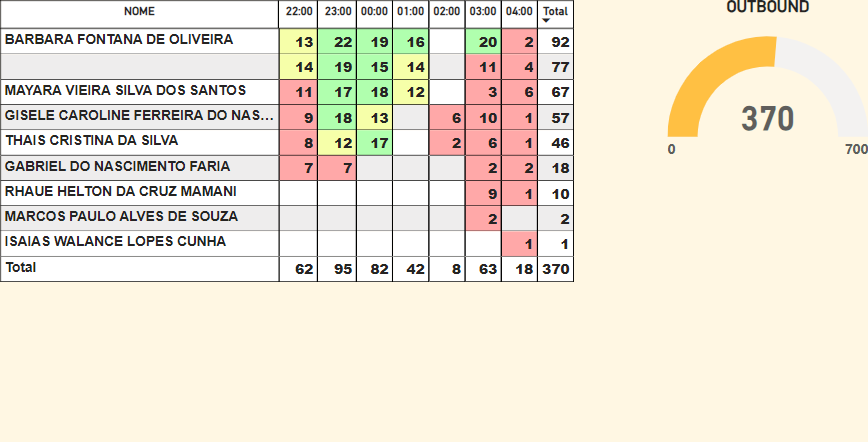 NOME 22:00 23:00 00:00 01:00 02:00 03:00 04:00 Total
BARBARA FONTANA DE OLIVEIRA 13 22 19 16 20 2 92
14 19 15 14 11 4 77
MAYARA VIEIRA SILVA DOS SANTOS 11 17 18 12 3 6 67
GISELE CAROLINE FERREIRA DO NAS... 9 18 13 6 10 1 57
THAIS CRISTINA DA SILVA 8 12 17 2 6 1 46
GABRIEL DO NASCIMENTO FARIA 7 7 2 2 18
RHAUE HELTON DA CRUZ MAMANI 9 1 10
MARCOS PAULO ALVES DE SOUZA 2 2
ISAIAS WALANCE LOPES CUNHA 1 1
Total 62 95 82 42 8 63 18 370
OUTBOUND
370
0 700